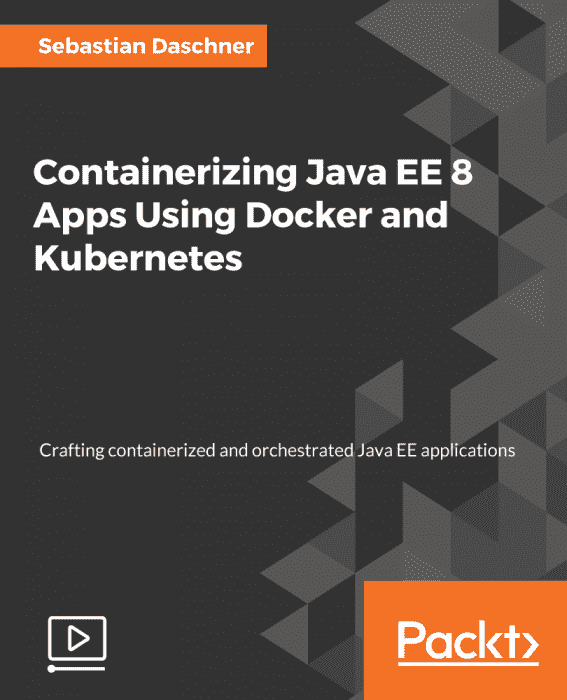 Sebastian Daschner
Containerizing Java EE 8
Apps Using Docker and
Kubernetes
Crafting containerized and orchestrated Java EE applications
Packt